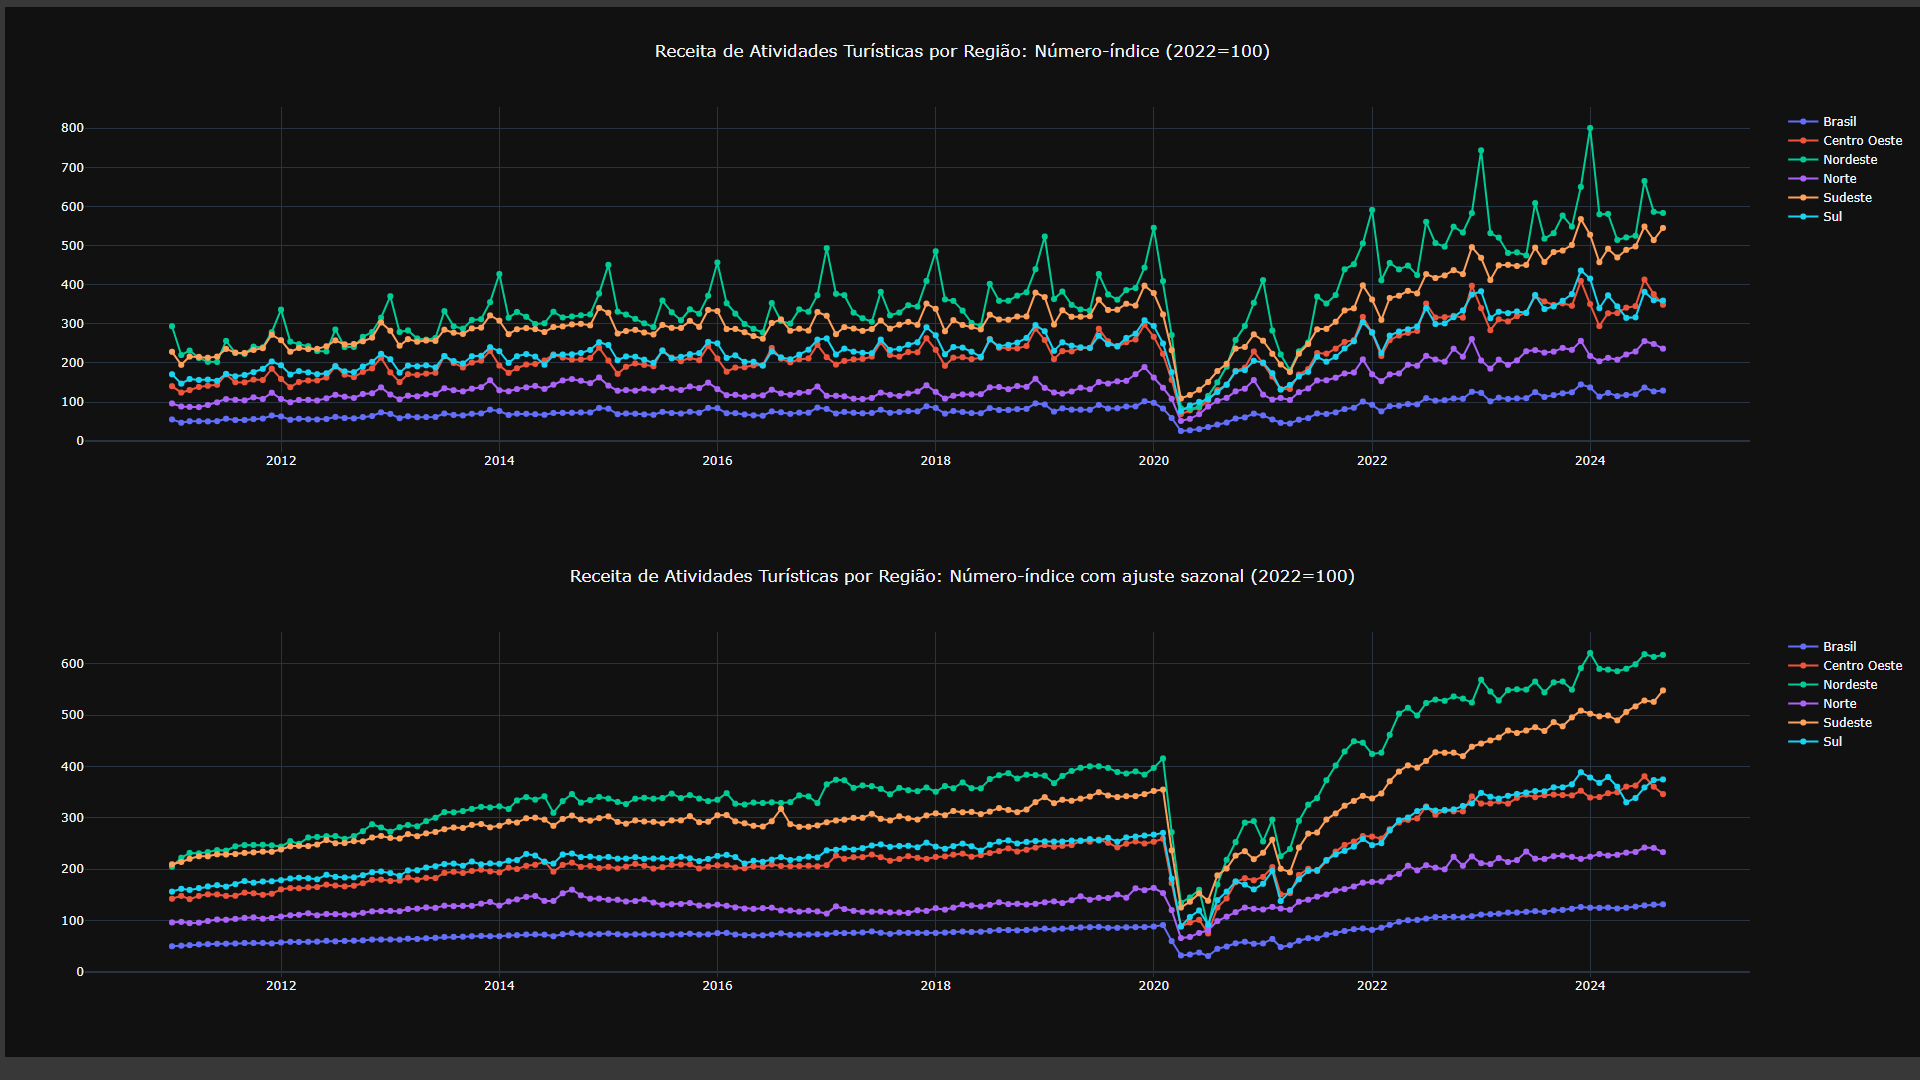 Receita de Atividades Turísticas por Região: Número-índice (2022=100)
800
700
600
500
400
300
200
100
0
2012 2014 2016 2018 2020 2022 2024
Brasil
Centro Oeste
Nordeste
Norte
Sudeste
Sul
Receita de Atividades Turísticas por Região: Número-índice com ajuste sazonal (2022=100)
600
500
400
300
200
100
0
2012 2014 2016 2018 2020 2022 2024
Brasil
Centro Oeste
Nordeste
Norte
Sudeste
Sul